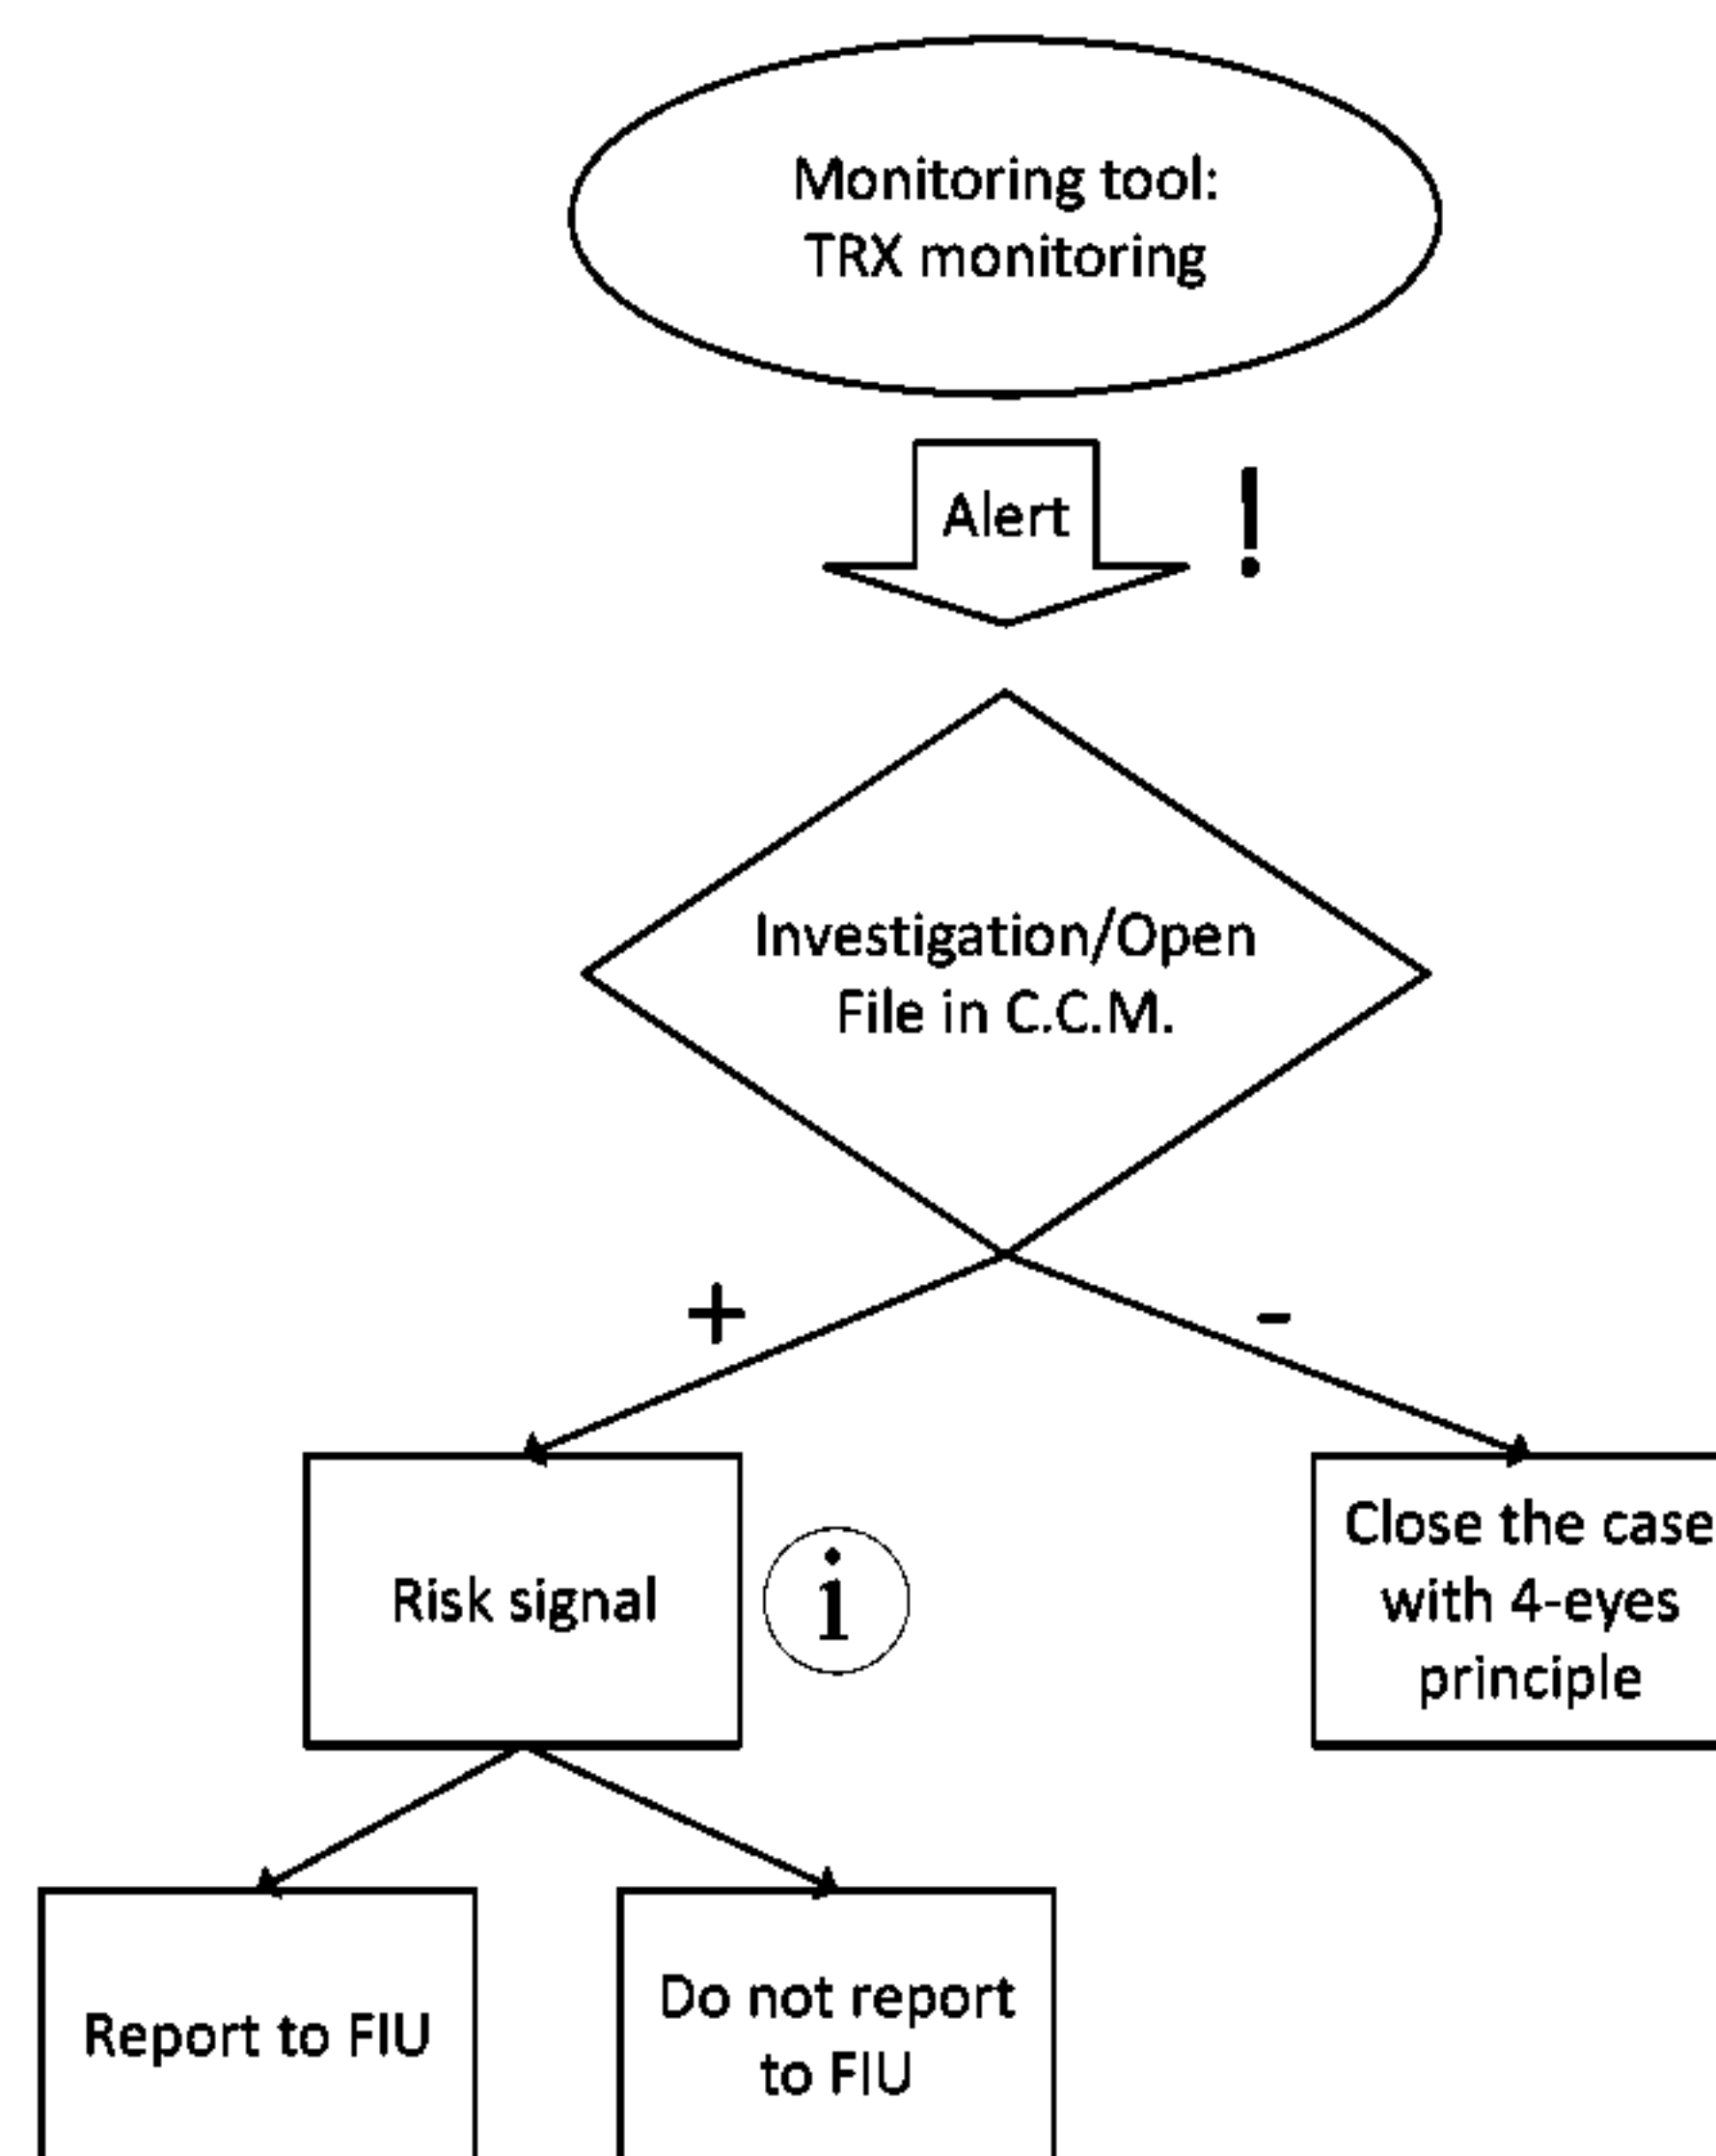 Monitoring tool:
TRX monitoring
Alert
!
Investigation/Open
File in C.C.M.
+
-
Risk signal
i
Close the case
with 4-eyes
principle
Report to FIU
Do not report
to FIU